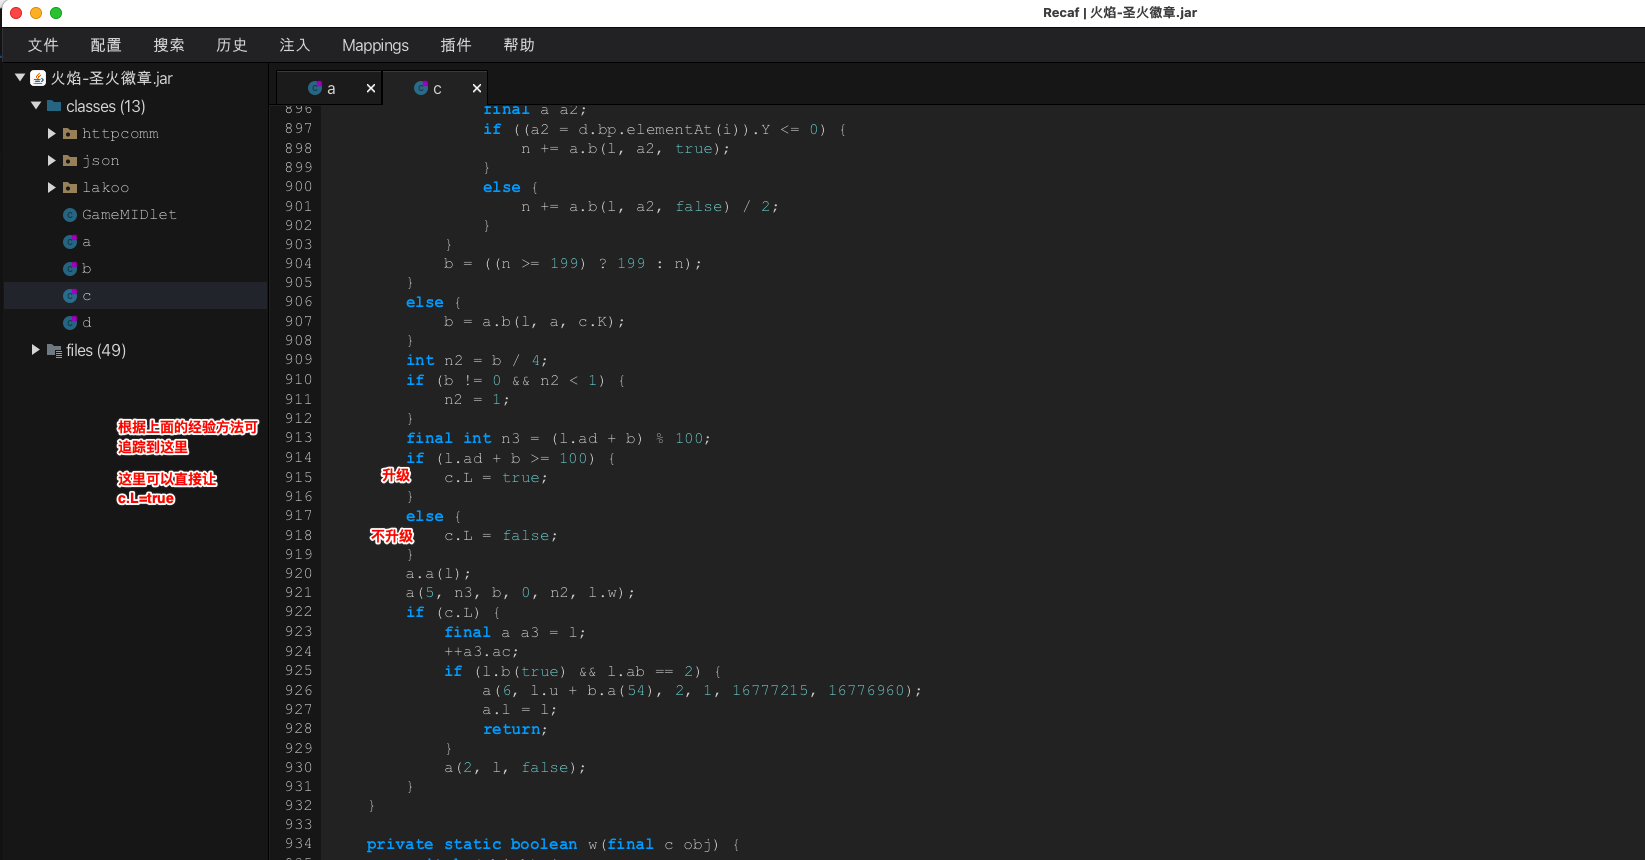 Recaf | 火焰-圣火徽章.jar
文件 配置 搜索 历史 注入 Mappings 插件 帮助
火焰-圣火徽章.jar
classes (13)
httpcomm
json
lakoo
GameMIDlet
a
b
c
d
files (49)
根据上面的经验方法可
追踪到这里
这里可以直接让
c.L=true
a × c ×
896 final a a2;
897 if ((a2 = d.bp.elementAt(i)).Y <= 0) {
898 n += a.b(l, a2, true);
899 }
900 else {
901 n += a.b(l, a2, false) / 2;
902 }
903 }
904 b = ((n >= 199) ? 199 : n);
905 }
906 else {
907 b = a.b(l, a, c.K);
908 }
909 int n2 = b / 4;
910 if (b != 0 && n2 < 1) {
911 n2 = 1;
912 }
913 final int n3 = (l.ad + b) % 100;
914 if (l.ad + b >= 100) {
915 升级 c.L = true;
916 }
917 else {
918 不升级 c.L = false;
919 }
920 a.a(l);
921 a(5, n3, b, 0, n2, l.w);
922 if (c.L) {
923 final a a3 = l;
924 ++a3.ac;
925 if (l.b(true) && l.ab == 2) {
926 a(6, l.u + b.a(54), 2, 1, 16777215, 16776960);
927 a.l = l;
928 return;
929 }
930 a(2, l, false);
931 }
932 }
933
934 private static boolean w(final c obj) {